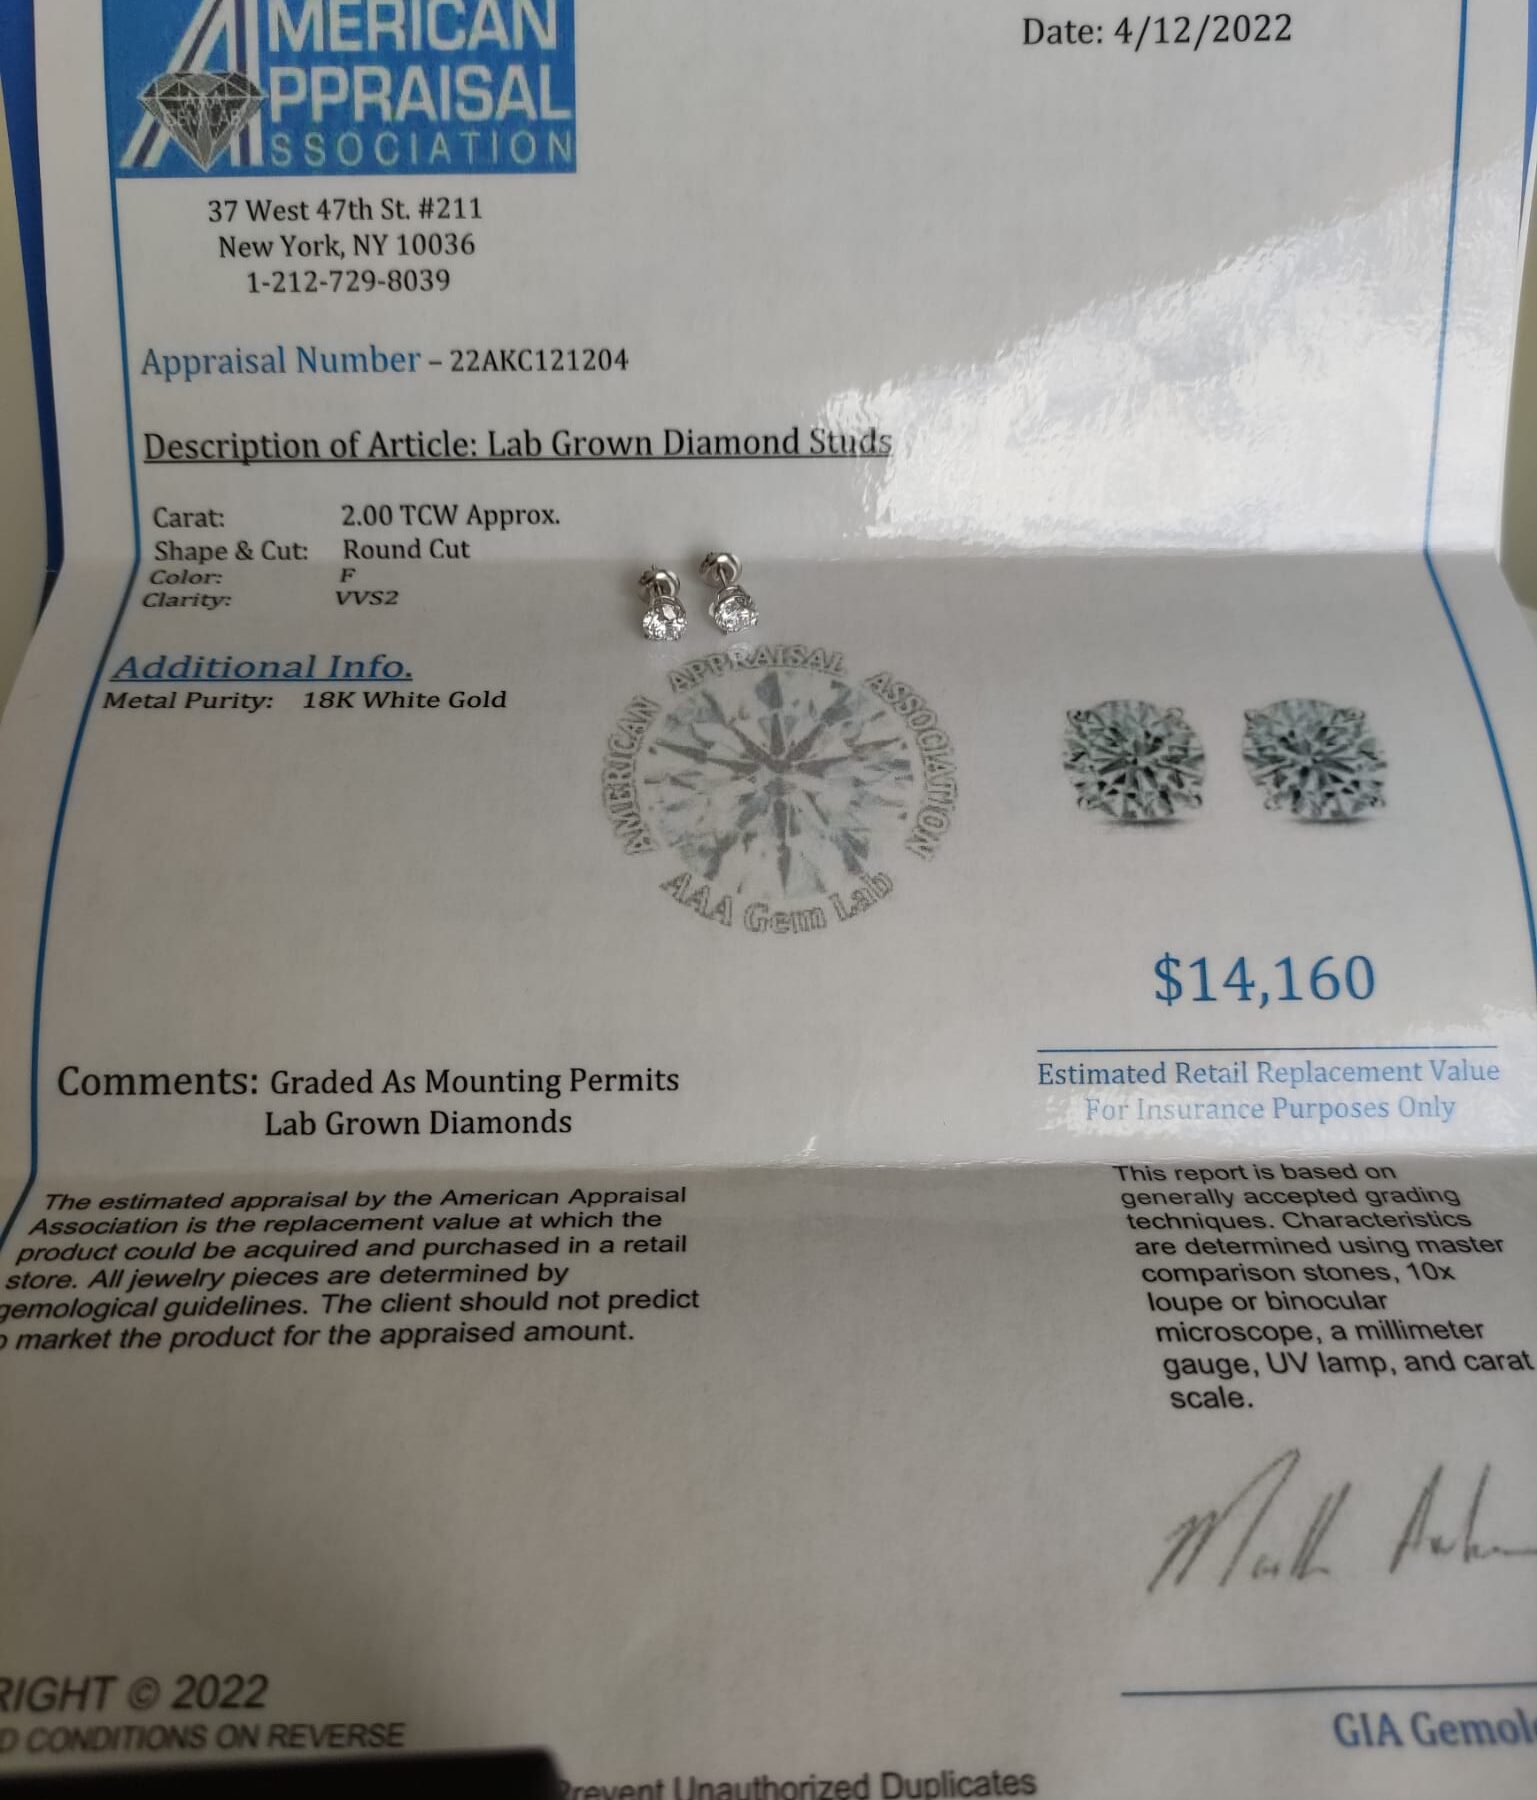 AMERICAN
APPRAISAL
ASSOCIATION
GEM LAB
Date: 4/12/2022
37 West 47th St. #211
New York, NY 10036
1-212-729-8039
Appraisal Number – 22AKC121204
Description of Article: Lab Grown Diamond Studs
Carat: 2.00 TCW Approx.
Shape & Cut: Round Cut
Color: F
Clarity: VVS2
Additional Info.
Metal Purity: 18K White Gold
AMERICAN APPRAISAL ASSOCIATION
AAA Gem Lab
$14,160
Estimated Retail Replacement Value
For Insurance Purposes Only
Comments: Graded As Mounting Permits
Lab Grown Diamonds
The estimated appraisal by the American Appraisal
Association is the replacement value at which the
product could be acquired and purchased in a retail
store. All jewelry pieces are determined by
gemological guidelines. The client should not predict
o market the product for the appraised amount.
This report is based on
generally accepted grading
techniques. Characteristics
are determined using master
comparison stones, 10x
loupe or binocular
microscope, a millimeter
gauge, UV lamp, and carat
scale.
RIGHT © 2022
D CONDITIONS ON REVERSE
GIA Gemol
Prevent Unauthorized Duplicates